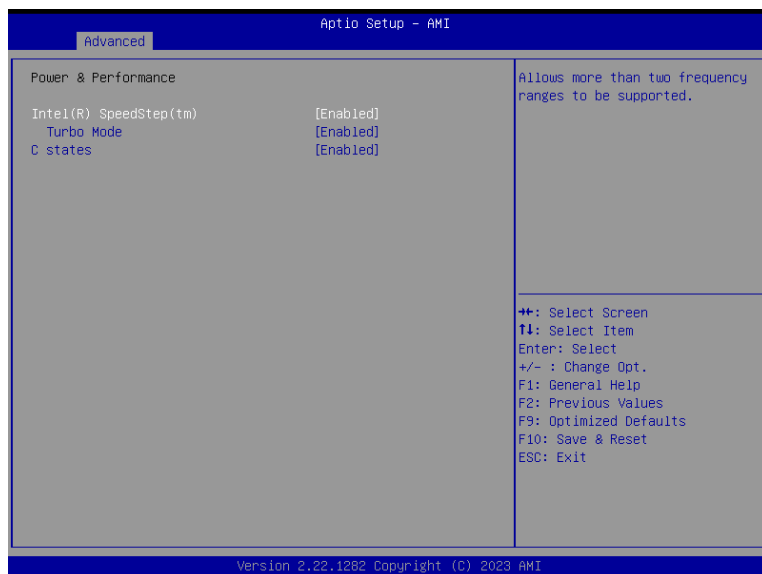 Aptio Setup – AMI
Advanced
Power & Performance
Intel(R) SpeedStep(tm) [Enabled]
Turbo Mode [Enabled]
C states [Enabled]
Allows more than two frequency
ranges to be supported.
→←: Select Screen
↑↓: Select Item
Enter: Select
+/- : Change Opt.
F1: General Help
F2: Previous Values
F9: Optimized Defaults
F10: Save & Reset
ESC: Exit
Version 2.22.1282 Copyright (C) 2023 AMI